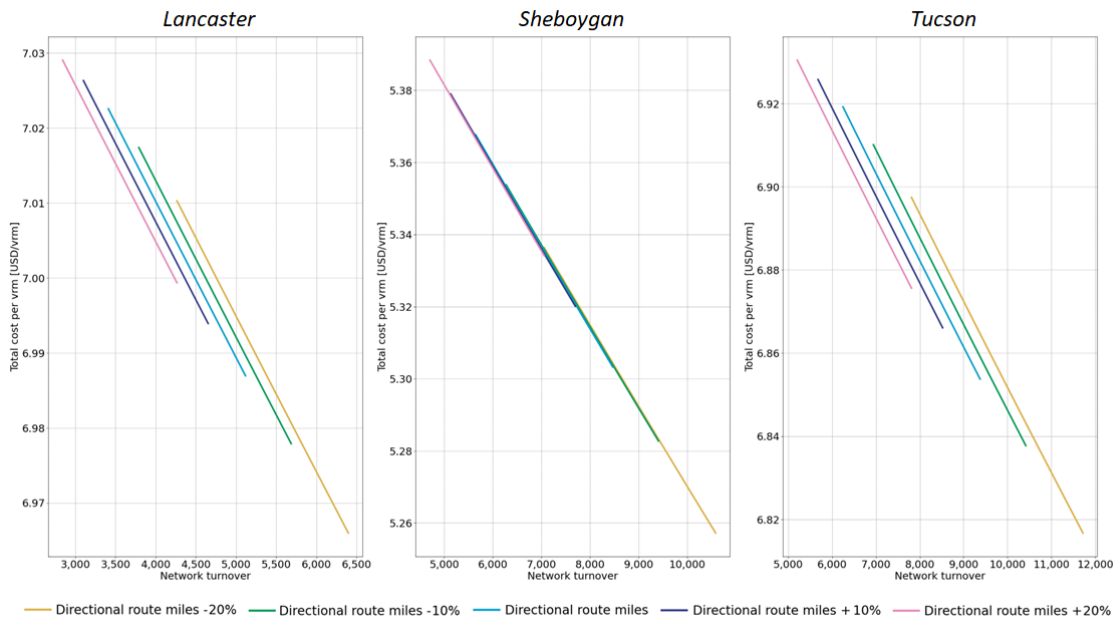 Lancaster
Sheboygan
Tucson
Total cost per vrm [USD/vrm]
7.03
7.02
7.01
7.00
6.99
6.98
6.97
3,000 3,500 4,000 4,500 5,000 5,500 6,000 6,500
Network turnover
Total cost per vrm [USD/vrm]
5.38
5.36
5.34
5.32
5.30
5.28
5.26
5,000 6,000 7,000 8,000 9,000 10,000
Network turnover
Total cost per vrm [USD/vrm]
6.92
6.90
6.88
6.86
6.84
6.82
5,000 6,000 7,000 8,000 9,000 10,000 11,000 12,000
Network turnover
Directional route miles -20% Directional route miles -10% Directional route miles Directional route miles +10% Directional route miles +20%